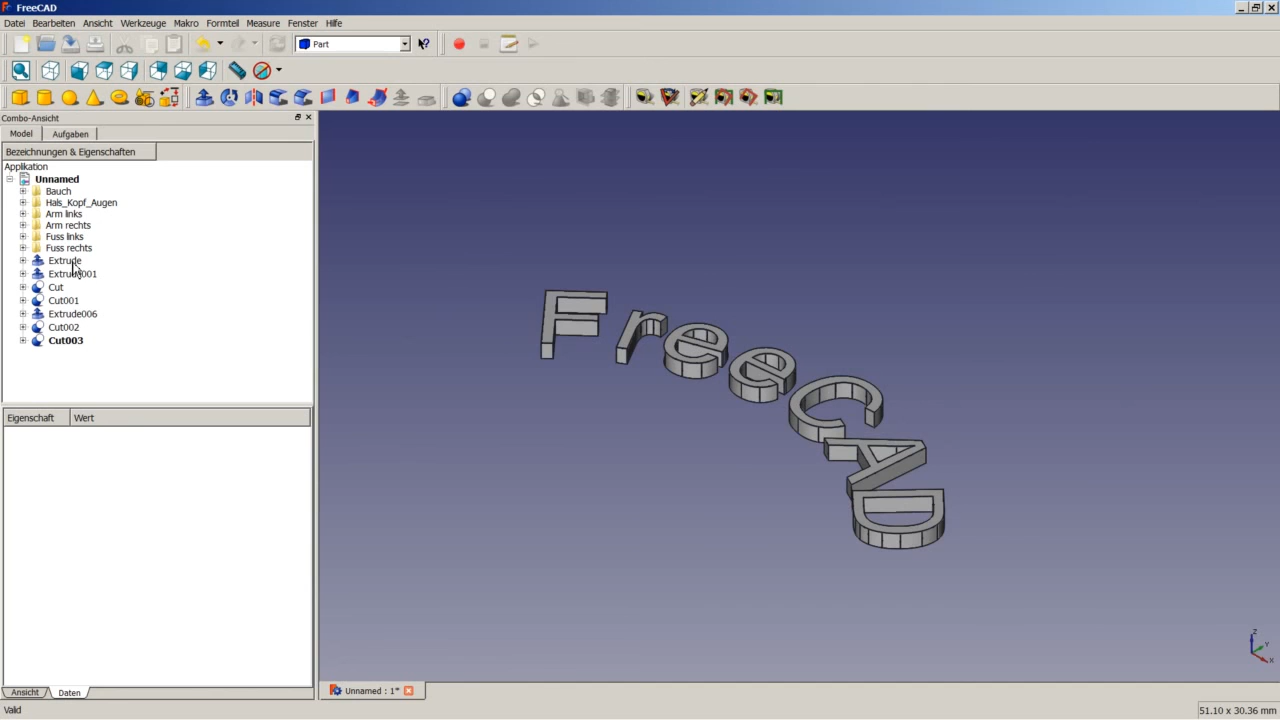 FreeCAD
Datei Bearbeiten Ansicht Werkzeuge Makro Formteil Measure Fenster Hilfe
Part
Combo-Ansicht
Model Aufgaben
Bezeichnungen & Eigenschaften
Applikation
Unnamed
Bauch
Hals_Kopf_Augen
Arm links
Arm rechts
Fuss links
Fuss rechts
Extrude
Extrude001
Cut
Cut001
Extrude006
Cut002
Cut003
FreeCAD
Eigenschaft Wert
Z
Y
X
Ansicht Daten
Unnamed : 1*
Valid
51.10 x 30.36 mm